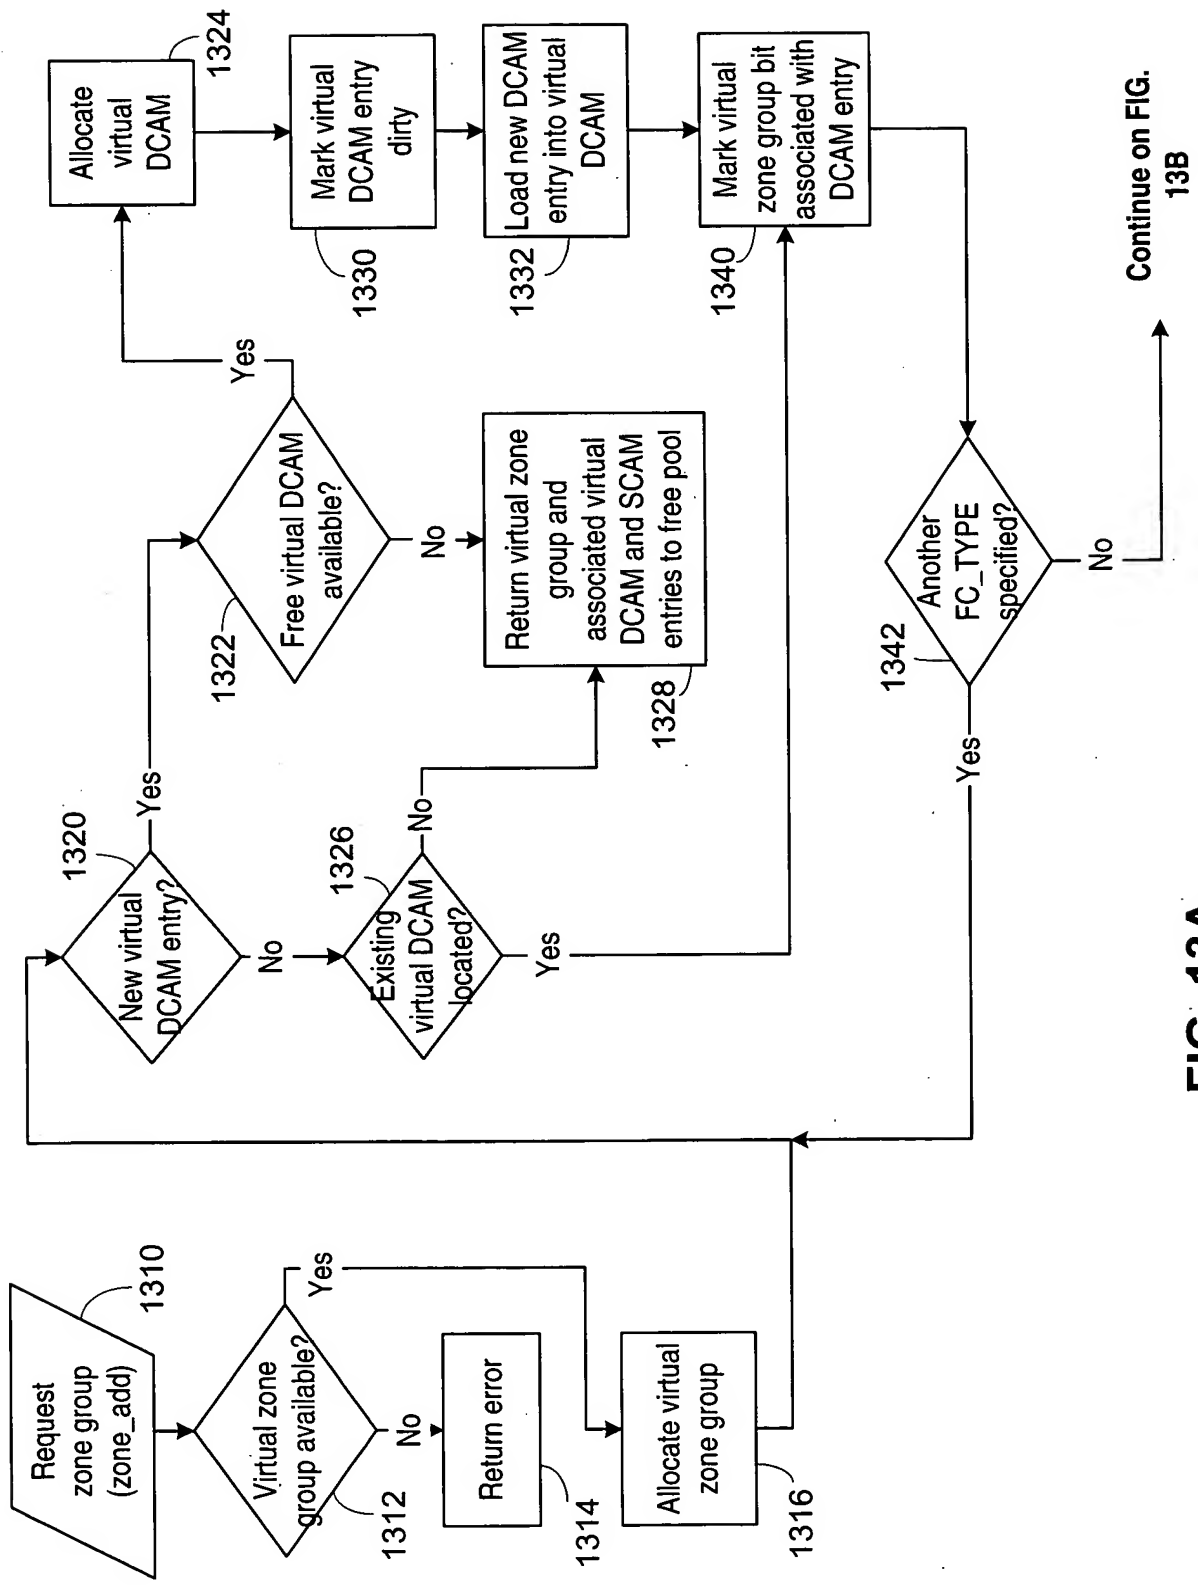 Request
zone group
(zone_add)
1310
Virtual zone
group available?
1312
Yes
No
Return error
1314
Allocate virtual
zone group
1316
New virtual
DCAM entry?
1320
Yes
No
Existing
virtual DCAM
located?
1326
No
Yes
Free virtual DCAM
available?
1322
Yes
No
Return virtual zone
group and
associated virtual
DCAM and SCAM
entries to free pool
1328
Allocate
virtual
DCAM
1324
Mark virtual
DCAM entry
dirty
1330
Load new DCAM
entry into virtual
DCAM
1332
Mark virtual
zone group bit
associated with
DCAM entry
1340
Another
FC_TYPE
specified?
1342
Yes
No
Continue on FIG.
13B
FIG. 13A